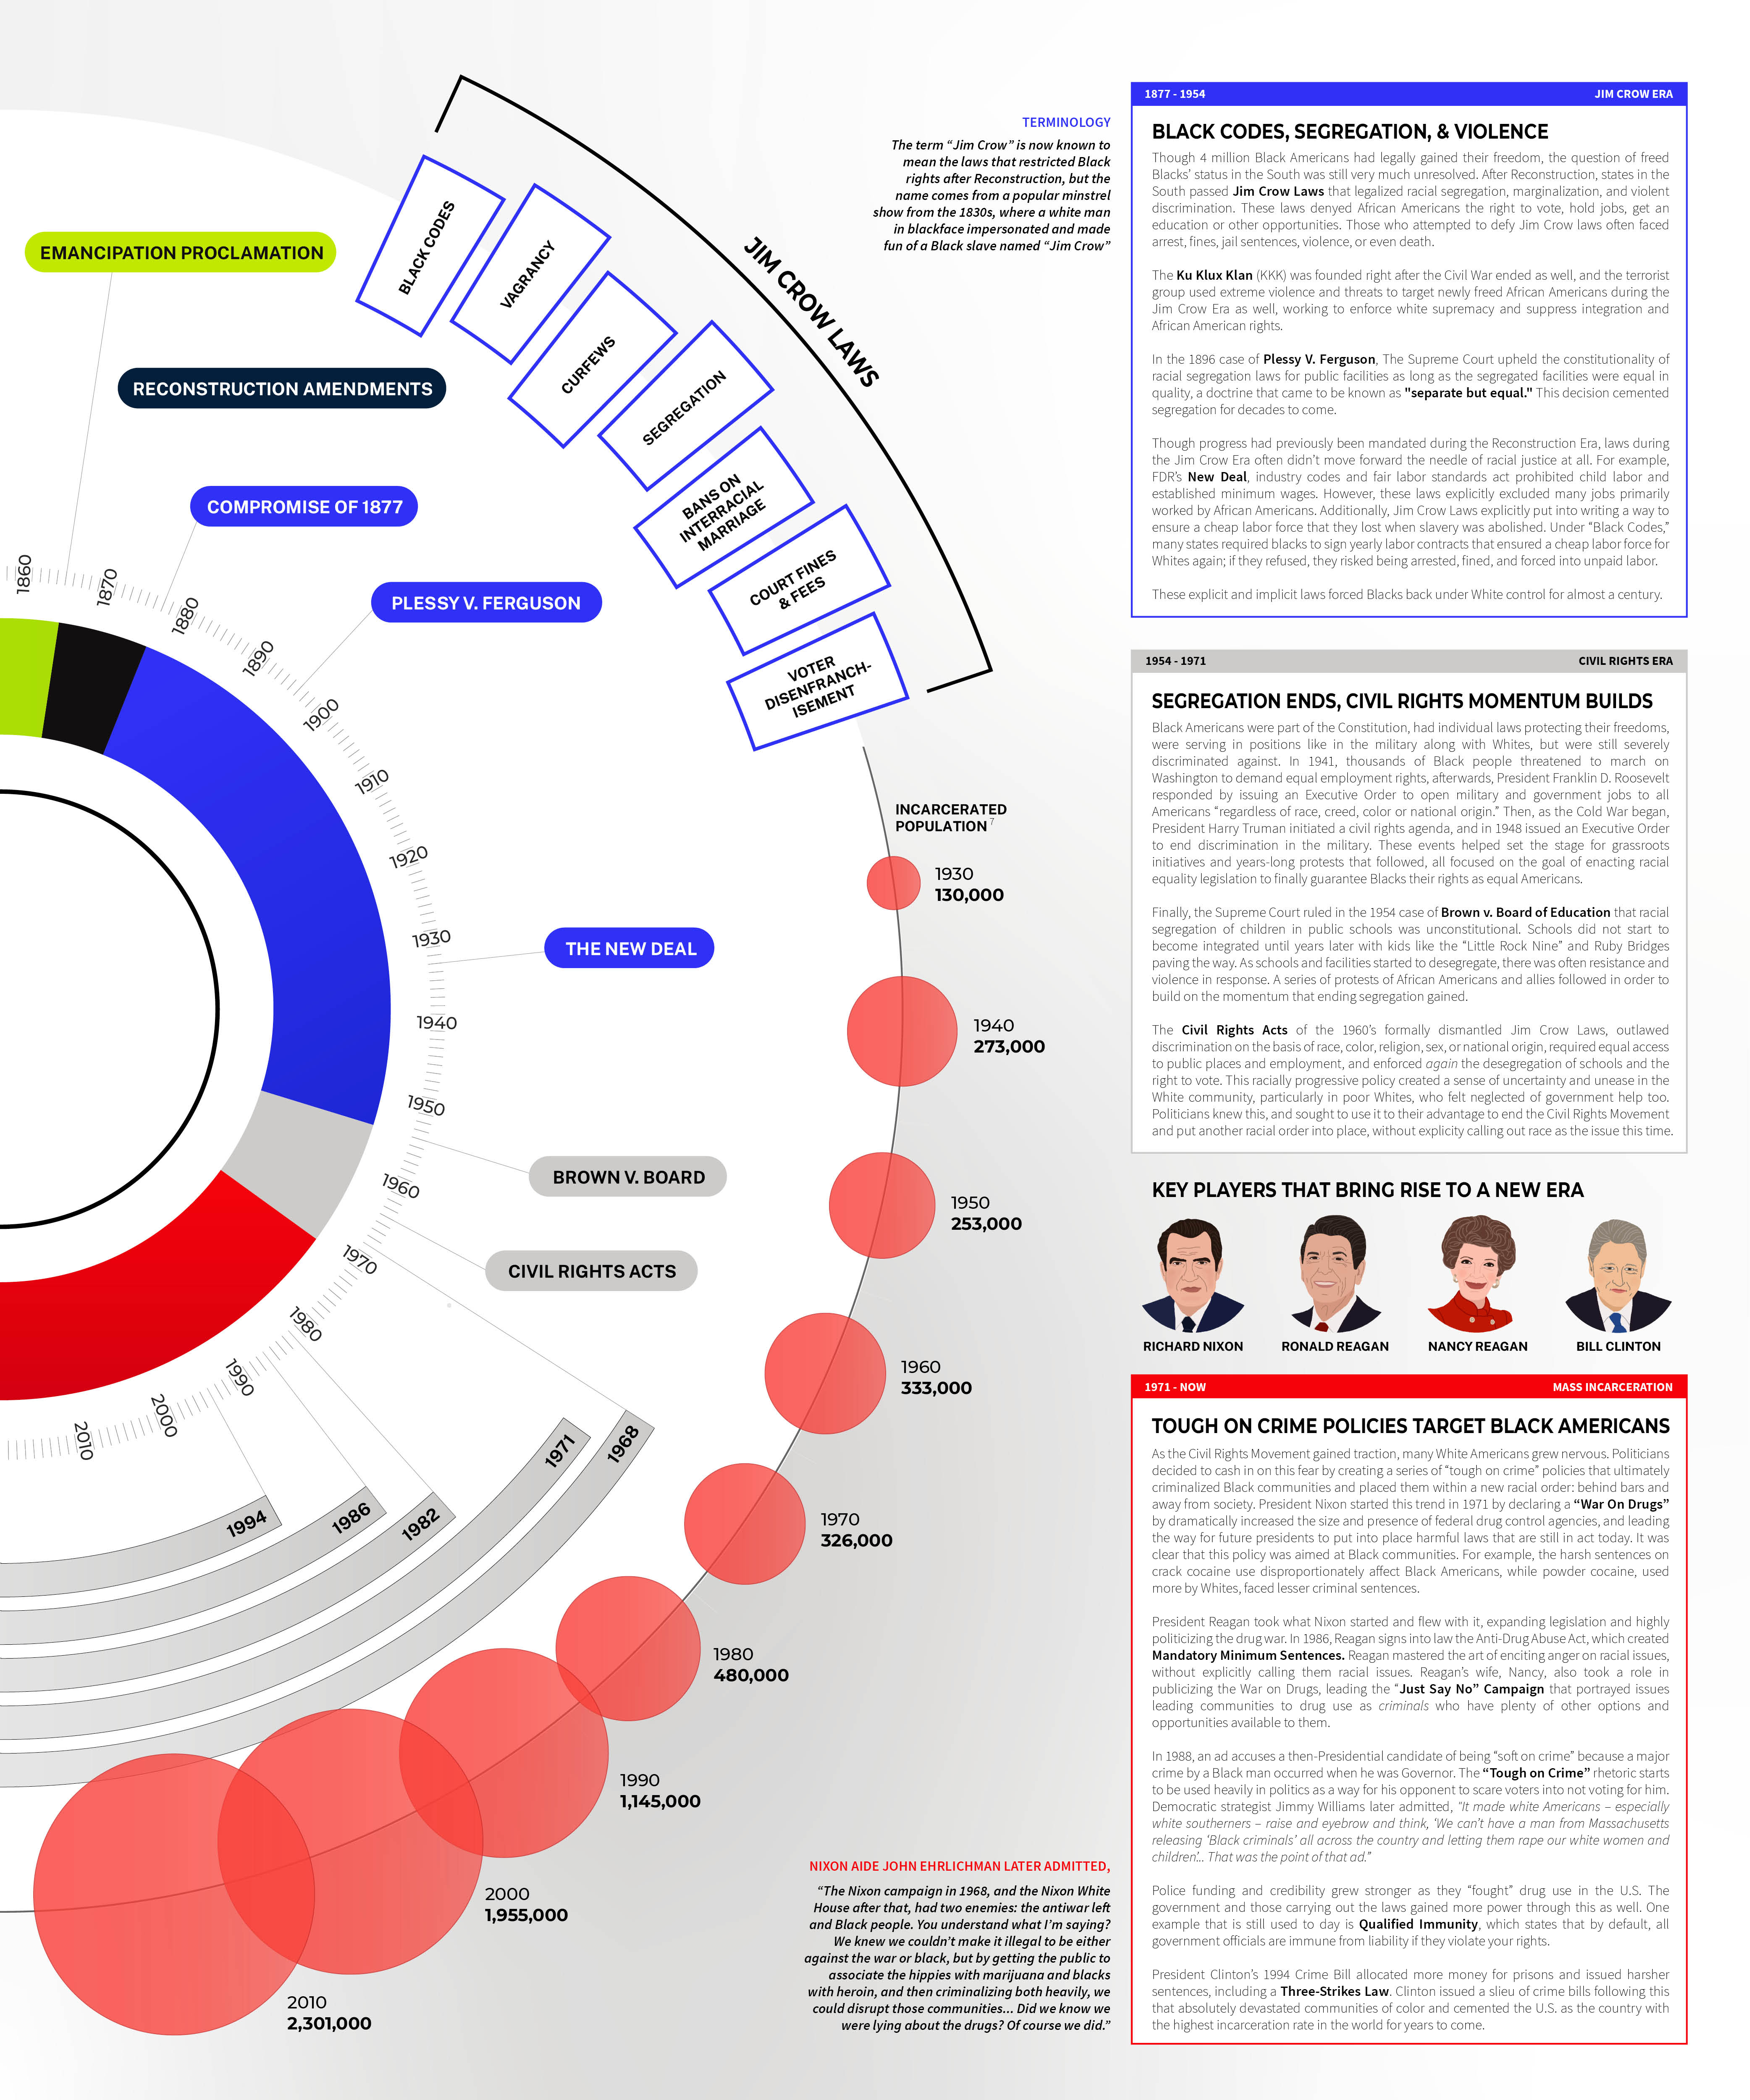 EMANCIPATION PROCLAMATION
RECONSTRUCTION AMENDMENTS
COMPROMISE OF 1877
PLESSY V. FERGUSON
THE NEW DEAL
BROWN V. BOARD
CIVIL RIGHTS ACTS
1860
1870
1880
1890
1900
1910
1920
1930
1940
1950
1960
1970
1980
1990
2000
2010
1994
1986
1982
1971
1968
JIM CROW LAWS
BLACK CODES
VAGRANCY
CURFEWS
SEGREGATION
BANS ON
INTERRACIAL
MARRIAGE
COURT FINES
& FEES
VOTER
DISENFRANCH-
ISEMENT
TERMINOLOGY
The term “Jim Crow” is now known to
mean the laws that restricted Black
rights after Reconstruction, but the
name comes from a popular minstrel
show from the 1830s, where a white man
in blackface impersonated and made
fun of a Black slave named “Jim Crow”
INCARCERATED
POPULATION 7
1930
130,000
1940
273,000
1950
253,000
1960
333,000
1970
326,000
1980
480,000
1990
1,145,000
2000
1,955,000
2010
2,301,000
NIXON AIDE JOHN EHRLICHMAN LATER ADMITTED,
“The Nixon campaign in 1968, and the Nixon White
House after that, had two enemies: the antiwar left
and Black people. You understand what I’m saying?
We knew we couldn’t make it illegal to be either
against the war or black, but by getting the public to
associate the hippies with marijuana and blacks
with heroin, and then criminalizing both heavily, we
could disrupt those communities... Did we know we
were lying about the drugs? Of course we did.”
1877 - 1954 JIM CROW ERA
BLACK CODES, SEGREGATION, & VIOLENCE
Though 4 million Black Americans had legally gained their freedom, the question of freed
Blacks’ status in the South was still very much unresolved. After Reconstruction, states in the
South passed Jim Crow Laws that legalized racial segregation, marginalization, and violent
discrimination. These laws denyed African Americans the right to vote, hold jobs, get an
education or other opportunities. Those who attempted to defy Jim Crow laws often faced
arrest, fines, jail sentences, violence, or even death.
The Ku Klux Klan (KKK) was founded right after the Civil War ended as well, and the terrorist
group used extreme violence and threats to target newly freed African Americans during the
Jim Crow Era as well, working to enforce white supremacy and suppress integration and
African American rights.
In the 1896 case of Plessy V. Ferguson, The Supreme Court upheld the constitutionality of
racial segregation laws for public facilities as long as the segregated facilities were equal in
quality, a doctrine that came to be known as "separate but equal." This decision cemented
segregation for decades to come.
Though progress had previously been mandated during the Reconstruction Era, laws during
the Jim Crow Era often didn’t move forward the needle of racial justice at all. For example,
FDR’s New Deal, industry codes and fair labor standards act prohibited child labor and
established minimum wages. However, these laws explicitly excluded many jobs primarily
worked by African Americans. Additionally, Jim Crow Laws explicitly put into writing a way to
ensure a cheap labor force that they lost when slavery was abolished. Under “Black Codes,”
many states required blacks to sign yearly labor contracts that ensured a cheap labor force for
Whites again; if they refused, they risked being arrested, fined, and forced into unpaid labor.
These explicit and implicit laws forced Blacks back under White control for almost a century.
1954 - 1971 CIVIL RIGHTS ERA
SEGREGATION ENDS, CIVIL RIGHTS MOMENTUM BUILDS
Black Americans were part of the Constitution, had individual laws protecting their freedoms,
were serving in positions like in the military along with Whites, but were still severely
discriminated against. In 1941, thousands of Black people threatened to march on
Washington to demand equal employment rights, afterwards, President Franklin D. Roosevelt
responded by issuing an Executive Order to open military and government jobs to all
Americans “regardless of race, creed, color or national origin.” Then, as the Cold War began,
President Harry Truman initiated a civil rights agenda, and in 1948 issued an Executive Order
to end discrimination in the military. These events helped set the stage for grassroots
initiatives and years-long protests that followed, all focused on the goal of enacting racial
equality legislation to finally guarantee Blacks their rights as equal Americans.
Finally, the Supreme Court ruled in the 1954 case of Brown v. Board of Education that racial
segregation of children in public schools was unconstitutional. Schools did not start to
become integrated until years later with kids like the “Little Rock Nine” and Ruby Bridges
paving the way. As schools and facilities started to desegregate, there was often resistance and
violence in response. A series of protests of African Americans and allies followed in order to
build on the momentum that ending segregation gained.
The Civil Rights Acts of the 1960’s formally dismantled Jim Crow Laws, outlawed
discrimination on the basis of race, color, religion, sex, or national origin, required equal access
to public places and employment, and enforced again the desegregation of schools and the
right to vote. This racially progressive policy created a sense of uncertainty and unease in the
White community, particularly in poor Whites, who felt neglected of government help too.
Politicians knew this, and sought to use it to their advantage to end the Civil Rights Movement
and put another racial order into place, without explicity calling out race as the issue this time.
KEY PLAYERS THAT BRING RISE TO A NEW ERA
RICHARD NIXON RONALD REAGAN NANCY REAGAN BILL CLINTON
1971 - NOW MASS INCARCERATION
TOUGH ON CRIME POLICIES TARGET BLACK AMERICANS
As the Civil Rights Movement gained traction, many White Americans grew nervous. Politicians
decided to cash in on this fear by creating a series of “tough on crime” policies that ultimately
criminalized Black communities and placed them within a new racial order: behind bars and
away from society. President Nixon started this trend in 1971 by declaring a “War On Drugs”
by dramatically increased the size and presence of federal drug control agencies, and leading
the way for future presidents to put into place harmful laws that are still in act today. It was
clear that this policy was aimed at Black communities. For example, the harsh sentences on
crack cocaine use disproportionately affect Black Americans, while powder cocaine, used
more by Whites, faced lesser criminal sentences.
President Reagan took what Nixon started and flew with it, expanding legislation and highly
politicizing the drug war. In 1986, Reagan signs into law the Anti-Drug Abuse Act, which created
Mandatory Minimum Sentences. Reagan mastered the art of enciting anger on racial issues,
without explicitly calling them racial issues. Reagan’s wife, Nancy, also took a role in
publicizing the War on Drugs, leading the “Just Say No” Campaign that portrayed issues
leading communities to drug use as criminals who have plenty of other options and
opportunities available to them.
In 1988, an ad accuses a then-Presidential candidate of being “soft on crime” because a major
crime by a Black man occurred when he was Governor. The “Tough on Crime” rhetoric starts
to be used heavily in politics as a way for his opponent to scare voters into not voting for him.
Democratic strategist Jimmy Williams later admitted, “It made white Americans – especially
white southerners – raise and eyebrow and think, ‘We can’t have a man from Massachusetts
releasing ‘Black criminals’ all across the country and letting them rape our white women and
children’... That was the point of that ad.”
Police funding and credibility grew stronger as they “fought” drug use in the U.S. The
government and those carrying out the laws gained more power through this as well. One
example that is still used to day is Qualified Immunity, which states that by default, all
government officials are immune from liability if they violate your rights.
President Clinton’s 1994 Crime Bill allocated more money for prisons and issued harsher
sentences, including a Three-Strikes Law. Clinton issued a slieu of crime bills following this
that absolutely devastated communities of color and cemented the U.S. as the country with
the highest incarceration rate in the world for years to come.